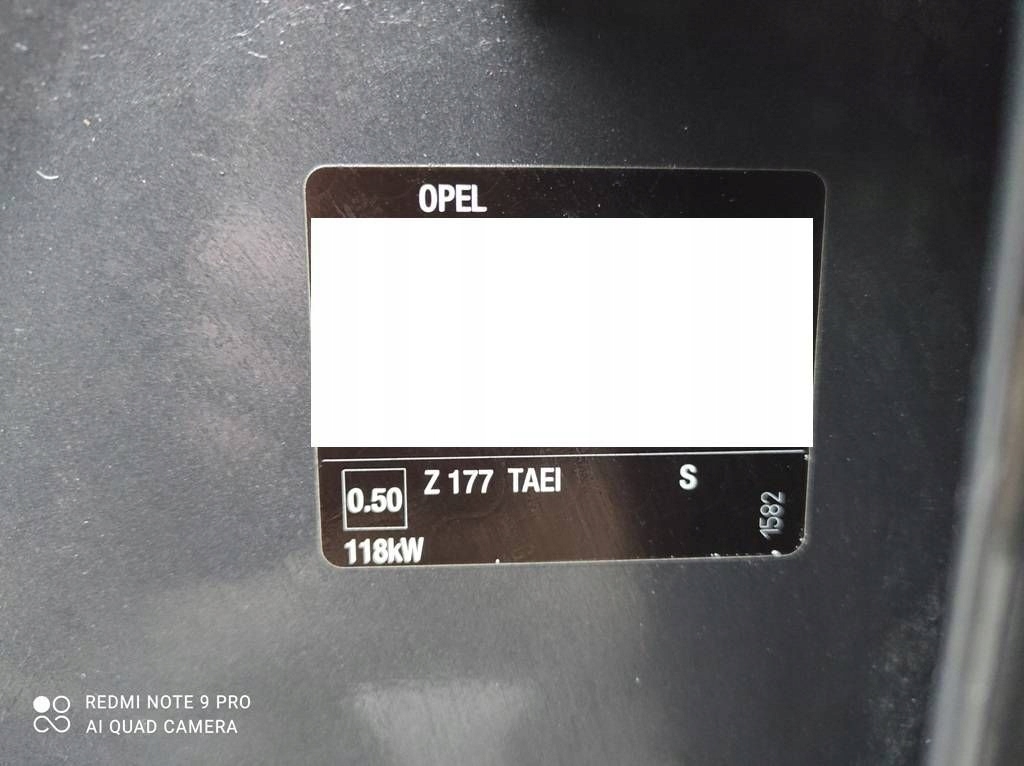 OPEL
0.50 Z 177 TAEI S
118kW
1582
REDMI NOTE 9 PRO
AI QUAD CAMERA